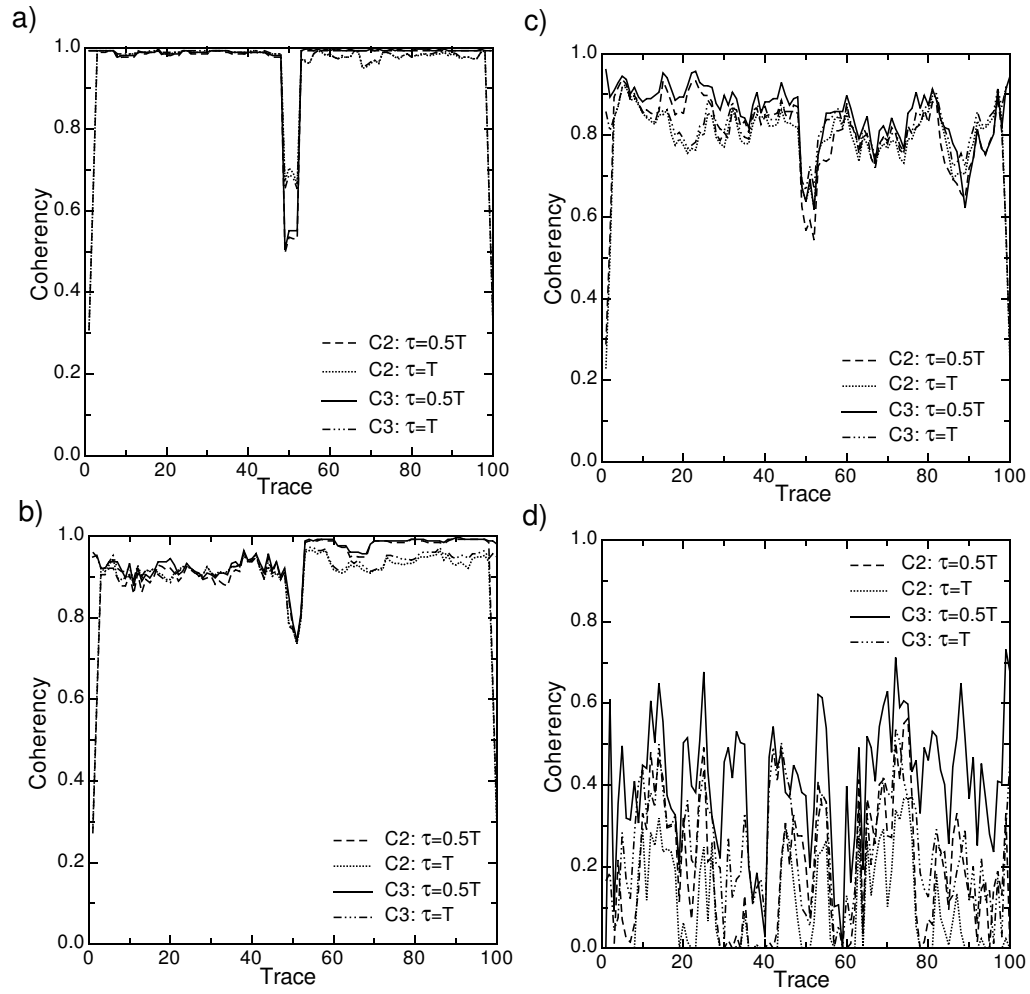 a)
1.0
0.8
0.6
0.4
0.2
0.0
Coherency
C2: τ=0.5T
C2: τ=T
C3: τ=0.5T
C3: τ=T
0 20 40 60 80 100
Trace
b)
1.0
0.8
0.6
0.4
0.2
0.0
Coherency
C2: τ=0.5T
C2: τ=T
C3: τ=0.5T
C3: τ=T
0 20 40 60 80 100
Trace
c)
1.0
0.8
0.6
0.4
0.2
0.0
Coherency
C2: τ=0.5T
C2: τ=T
C3: τ=0.5T
C3: τ=T
0 20 40 60 80 100
Trace
d)
1.0
0.8
0.6
0.4
0.2
0.0
Coherency
C2: τ=0.5T
C2: τ=T
C3: τ=0.5T
C3: τ=T
0 20 40 60 80 100
Trace